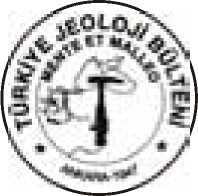 TÜRKİYE JEOLOJİ BÜLTENİ
MENTE ET MALLEO
ANKARA-1947